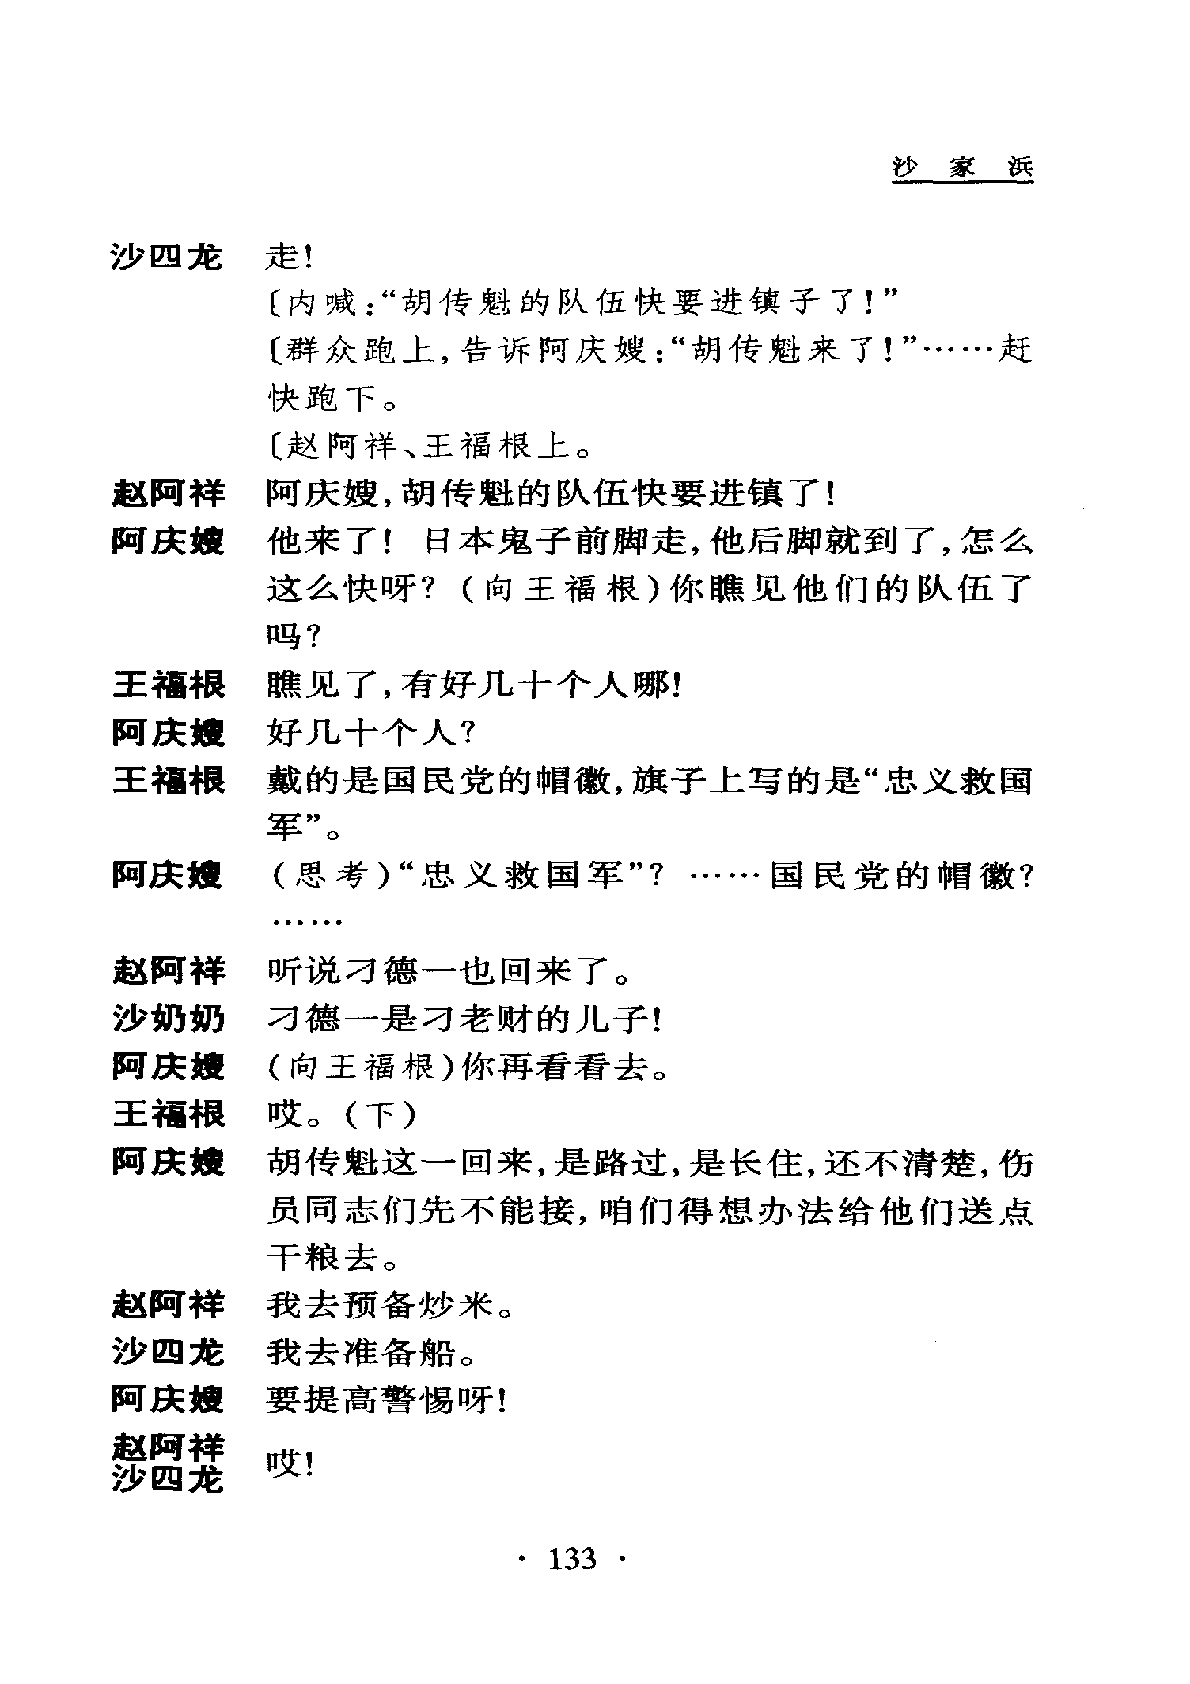 沙家浜
沙四龙 走！
〔内喊：“胡传魁的队伍快要进镇子了！”
〔群众跑上，告诉阿庆嫂：“胡传魁来了！”……赶
快跑下。
〔赵阿祥、王福根上。
赵阿祥 阿庆嫂，胡传魁的队伍快要进镇了！
阿庆嫂 他来了！ 日本鬼子前脚走，他后脚就到了，怎么
这么快呀？（向王福根）你瞧见他们的队伍了
吗？
王福根 瞧见了，有好几十个人哪！
阿庆嫂 好几十个人？
王福根 戴的是国民党的帽徽，旗子上写的是“忠义救国
军”。
阿庆嫂 （思考）“忠义救国军”？ ……国民党的帽徽？
……
赵阿祥 听说刁德一也回来了。
沙奶奶 刁德一是刁老财的儿子！
阿庆嫂 （向王福根）你再看看去。
王福根 哎。（下）
阿庆嫂 胡传魁这一回来，是路过，是长住，还不清楚，伤
员同志们先不能接，咱们得想办法给他们送点
干粮去。
赵阿祥 我去预备炒米。
沙四龙 我去准备船。
阿庆嫂 要提高警惕呀！
赵阿祥
沙四龙 哎！
· 133 ·